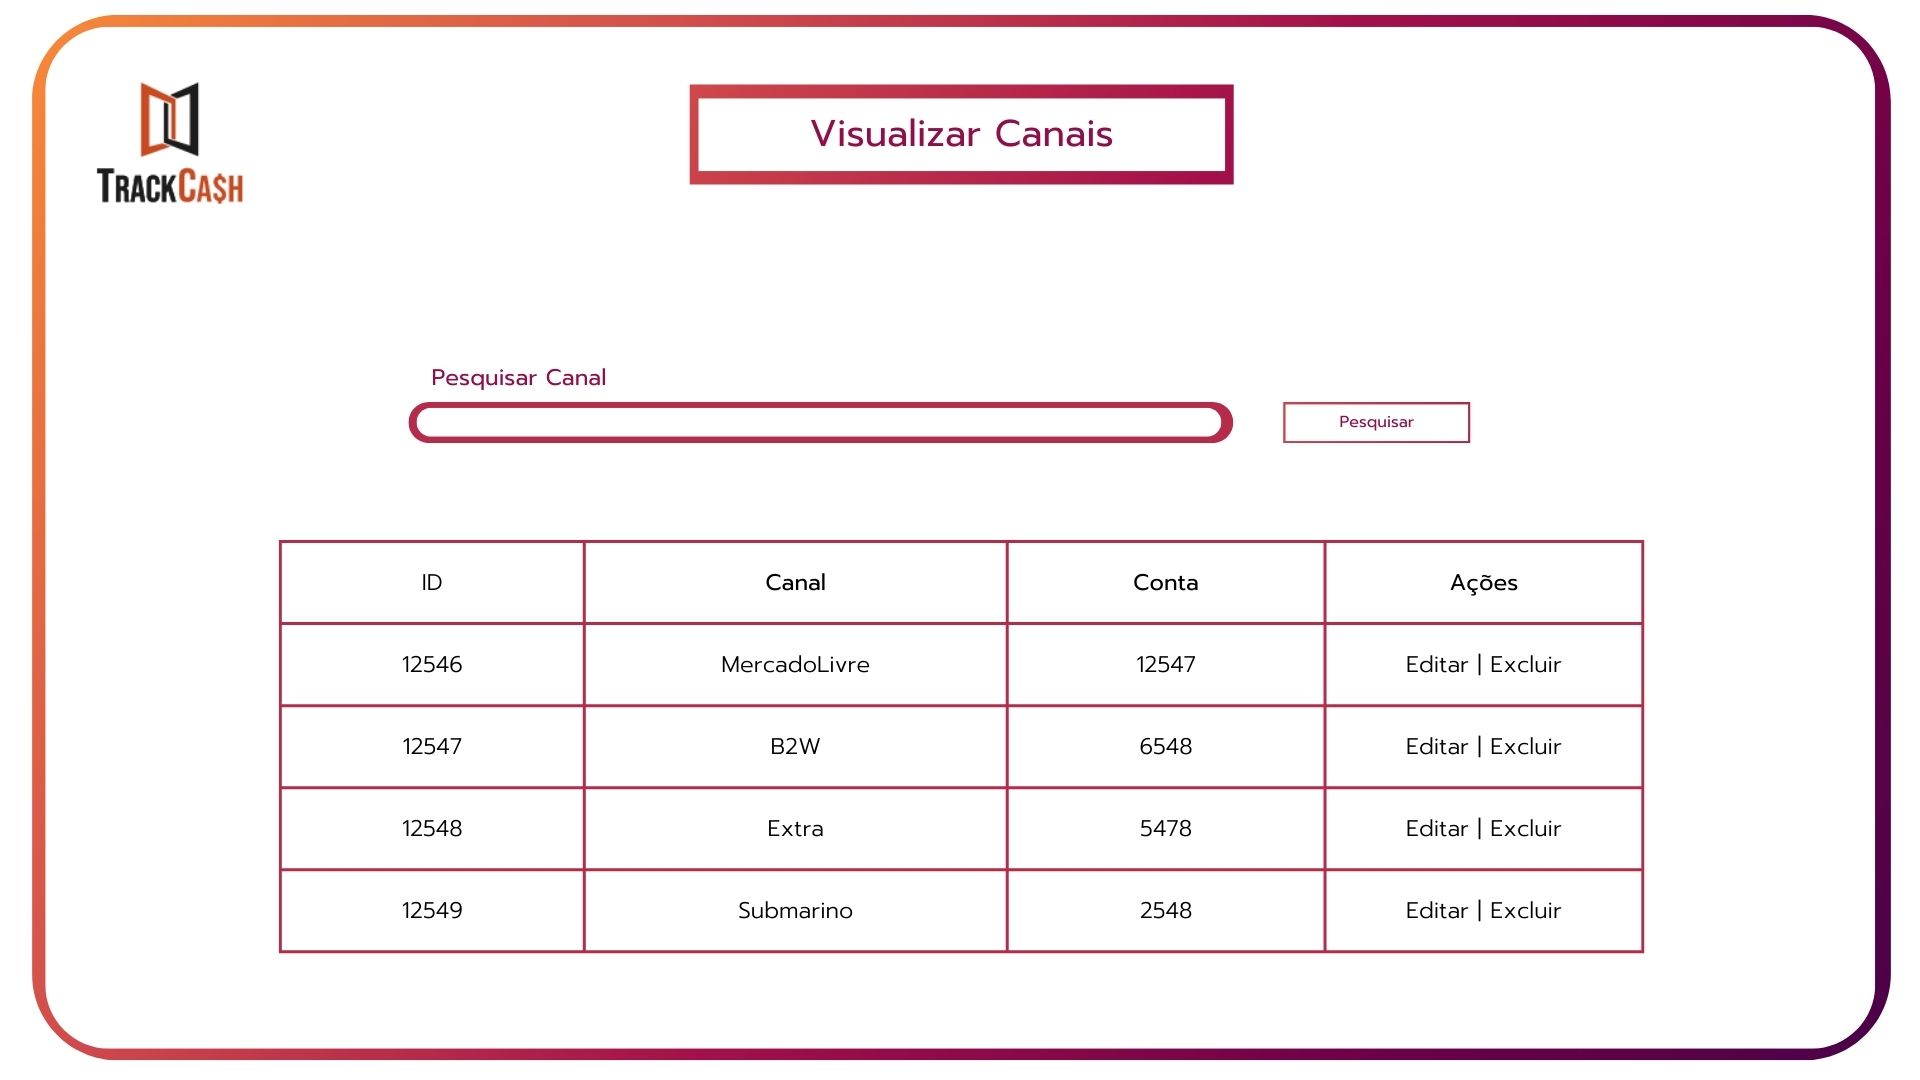 TRACKCA$H
Visualizar Canais
Pesquisar Canal
Pesquisar
ID Canal Conta Ações
12546 MercadoLivre 12547 Editar | Excluir
12547 B2W 6548 Editar | Excluir
12548 Extra 5478 Editar | Excluir
12549 Submarino 2548 Editar | Excluir